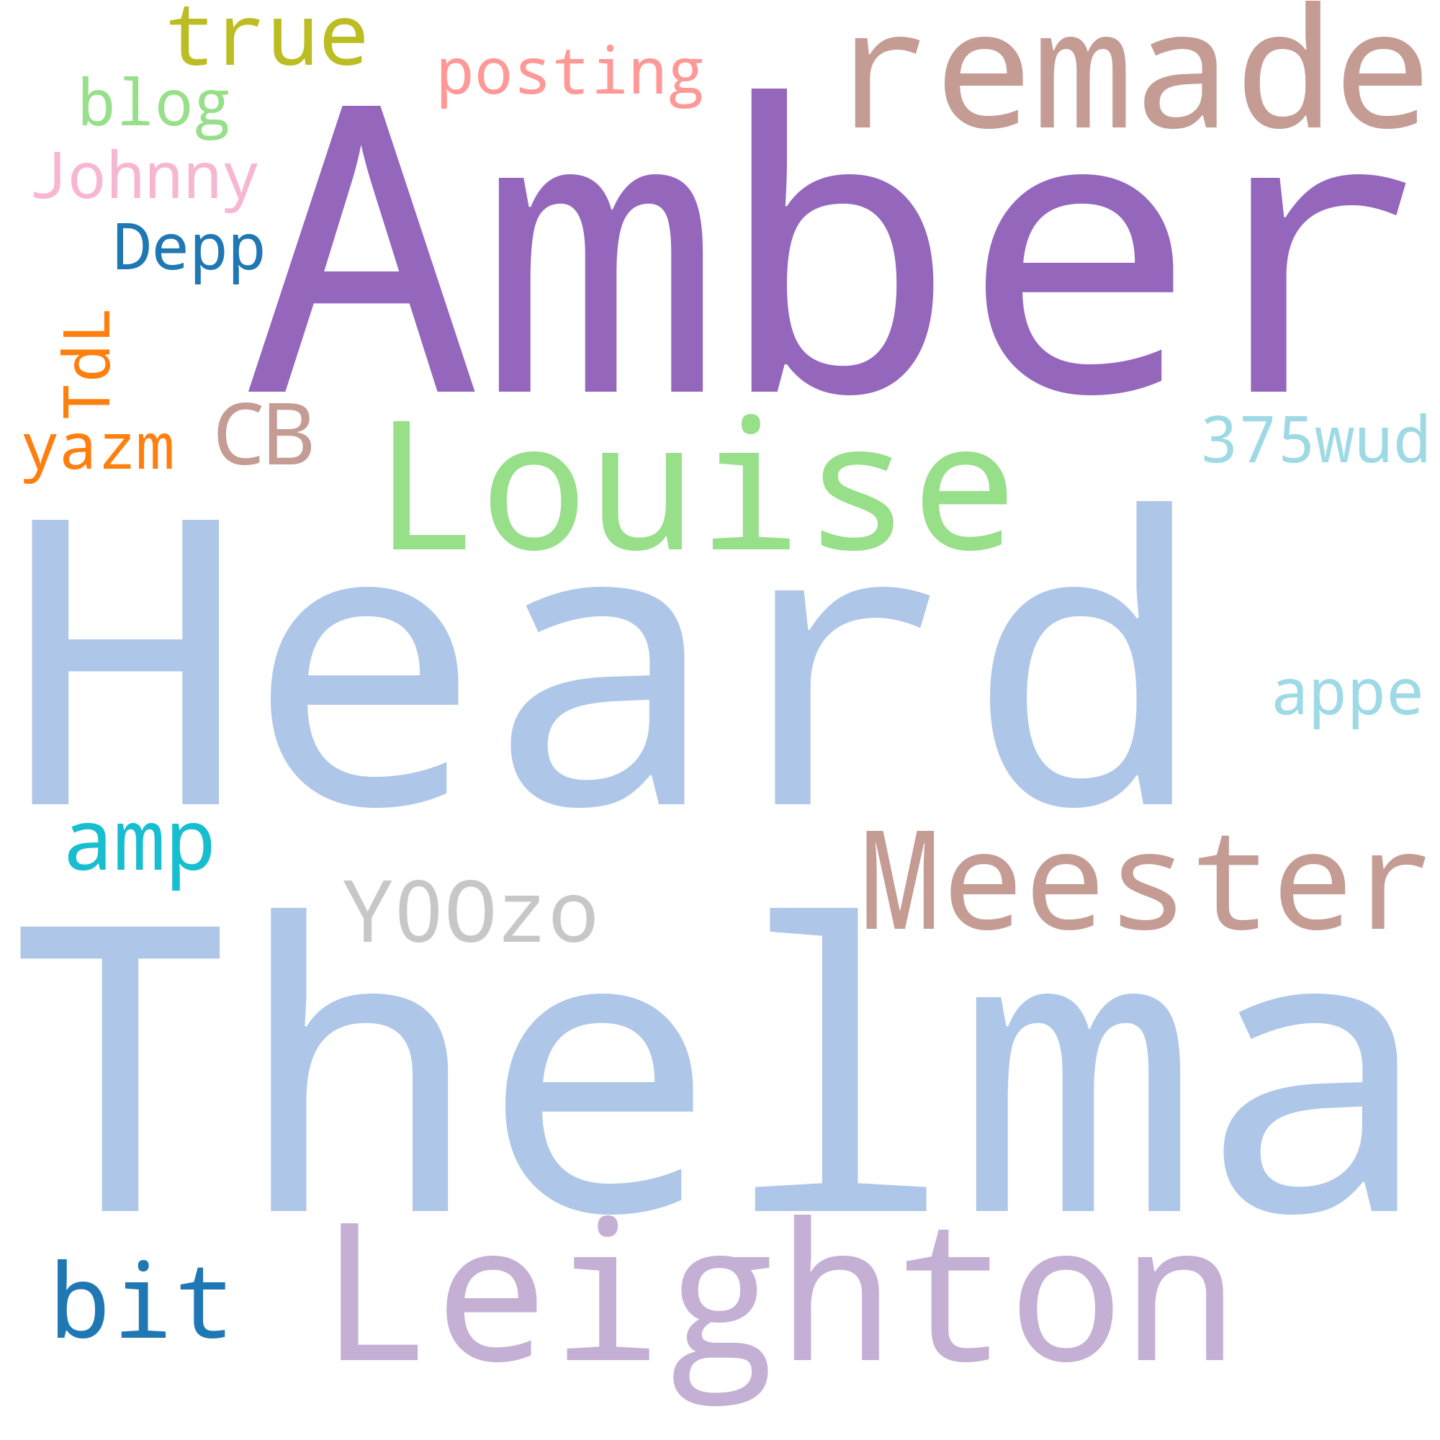 true
posting
remade
blog
Amber
Johnny
Depp
TdL
yazm
CB
Louise
375wud
Heard
appe
amp
Meester
Y0Ozo
Thelma
bit
Leighton